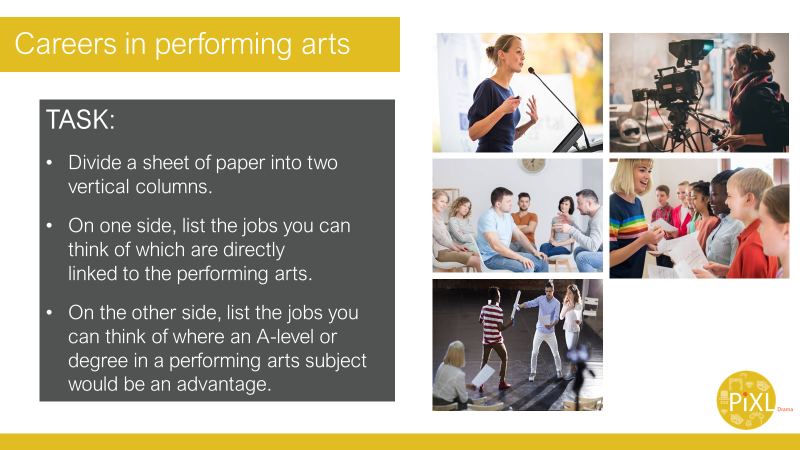 Careers in performing arts
TASK:
• Divide a sheet of paper into two
vertical columns.
• On one side, list the jobs you can
think of which are directly
linked to the performing arts.
• On the other side, list the jobs you
can think of where an A-level or
degree in a performing arts subject
would be an advantage.
PiXL
Drama